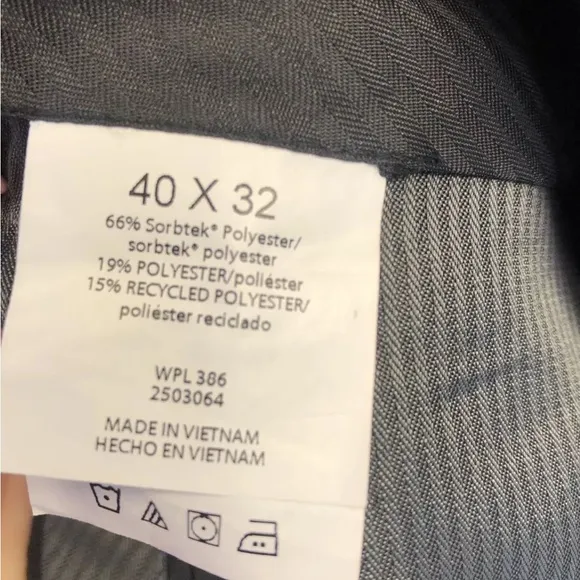 40 X 32
66% Sorbtek® Polyester/
sorbtek® polyester
19% POLYESTER/poliéster
15% RECYCLED POLYESTER/
poliéster reciclado
WPL 386
2503064
MADE IN VIETNAM
HECHO EN VIETNAM